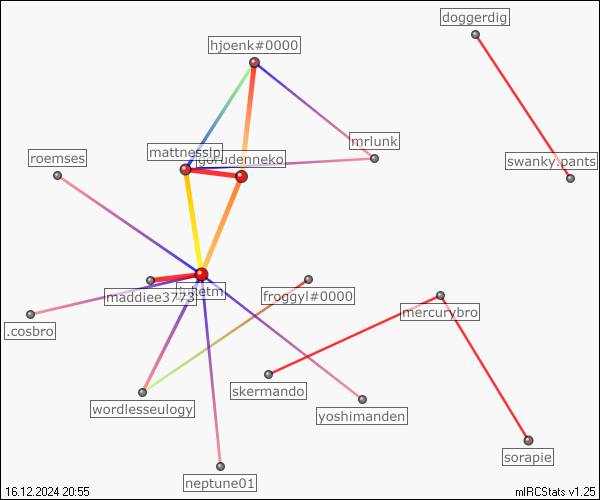 doggerdig
hjoenk#0000
mrlunk
mattnesslp
gorudenneko
roemses
swanky.pants
maddiee3773
froggyl#0000
mercurybro
.cosbro
skermando
wordlesseulogy
yoshimanden
sorapie
neptune01
16.12.2024 20:55
mIRCStats v1.25